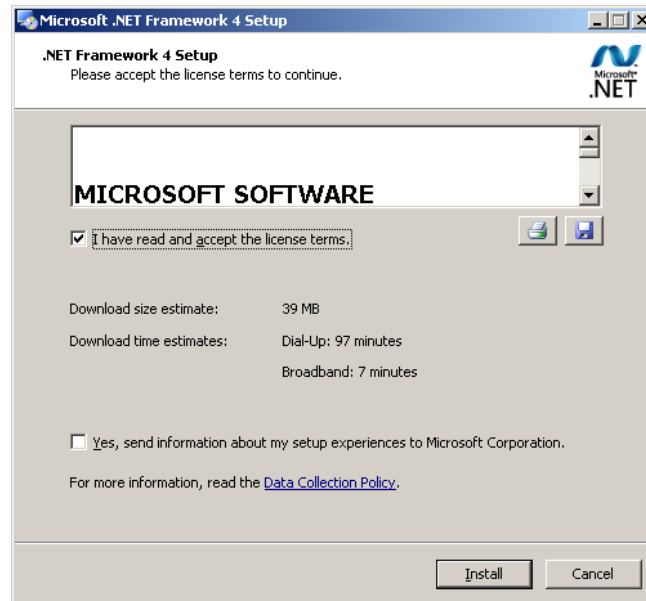 Microsoft .NET Framework 4 Setup
.NET Framework 4 Setup
Please accept the license terms to continue.
Microsoft
.NET
MICROSOFT SOFTWARE
I have read and accept the license terms.
Download size estimate: 39 MB
Download time estimates: Dial-Up: 97 minutes
Broadband: 7 minutes
Yes, send information about my setup experiences to Microsoft Corporation.
For more information, read the Data Collection Policy.
Install Cancel